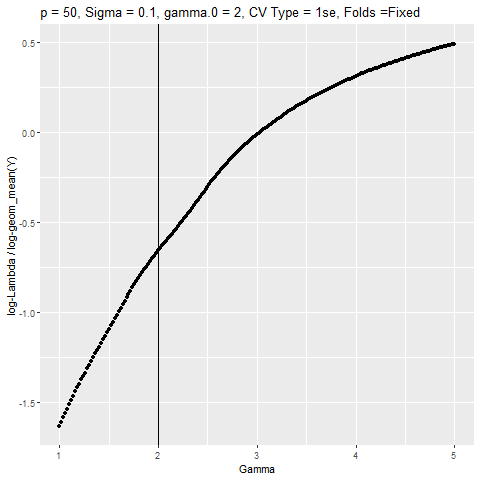 p = 50, Sigma = 0.1, gamma.0 = 2, CV Type = 1se, Folds =Fixed
log-Lambda / log-geom_mean(Y)
0.5
0.0
-0.5
-1.0
-1.5
1 2 3 4 5
Gamma